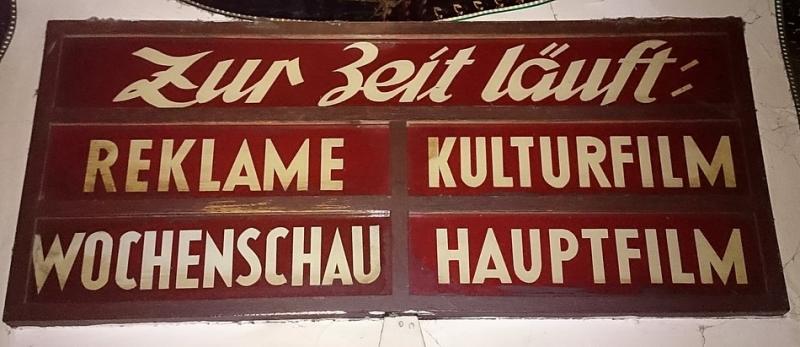 Zur Zeit läuft:
REKLAME
KULTURFILM
WOCHENSCHAU
HAUPTFILM